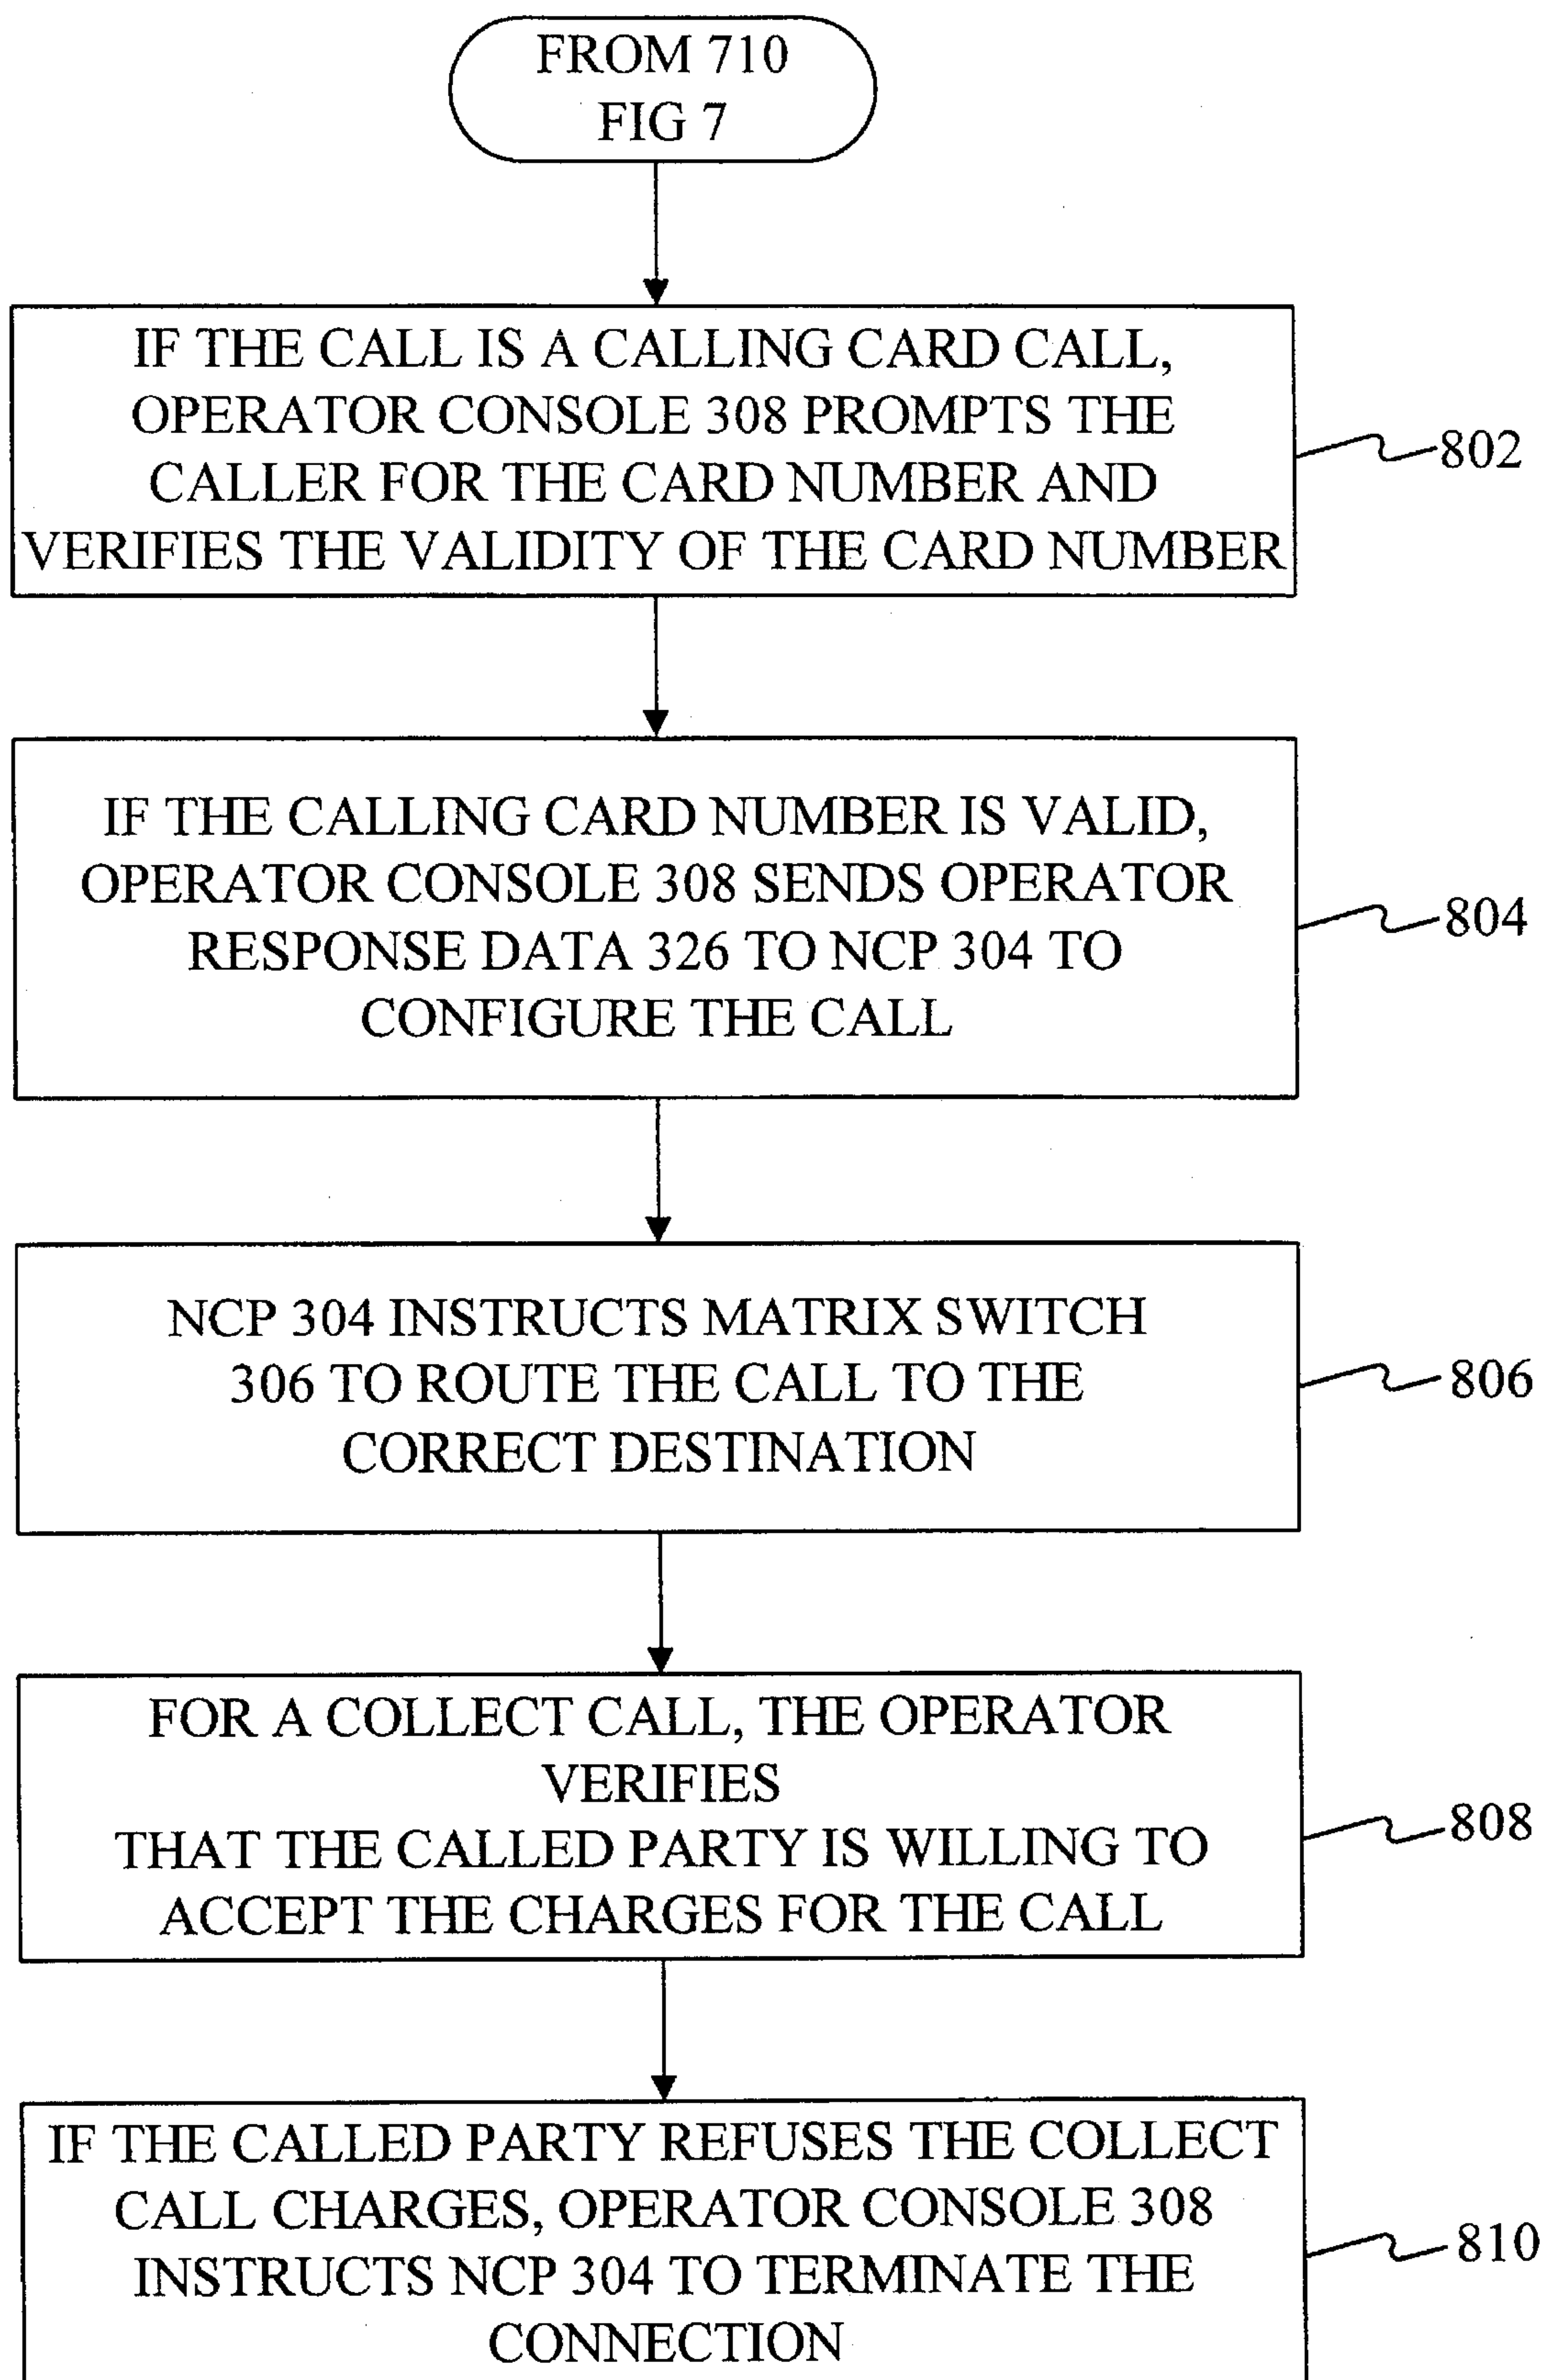 FROM 710
FIG 7
IF THE CALL IS A CALLING CARD CALL,
OPERATOR CONSOLE 308 PROMPTS THE
CALLER FOR THE CARD NUMBER AND
VERIFIES THE VALIDITY OF THE CARD NUMBER
802
IF THE CALLING CARD NUMBER IS VALID,
OPERATOR CONSOLE 308 SENDS OPERATOR
RESPONSE DATA 326 TO NCP 304 TO
CONFIGURE THE CALL
804
NCP 304 INSTRUCTS MATRIX SWITCH
306 TO ROUTE THE CALL TO THE
CORRECT DESTINATION
806
FOR A COLLECT CALL, THE OPERATOR
VERIFIES
THAT THE CALLED PARTY IS WILLING TO
ACCEPT THE CHARGES FOR THE CALL
808
IF THE CALLED PARTY REFUSES THE COLLECT
CALL CHARGES, OPERATOR CONSOLE 308
INSTRUCTS NCP 304 TO TERMINATE THE
CONNECTION
810